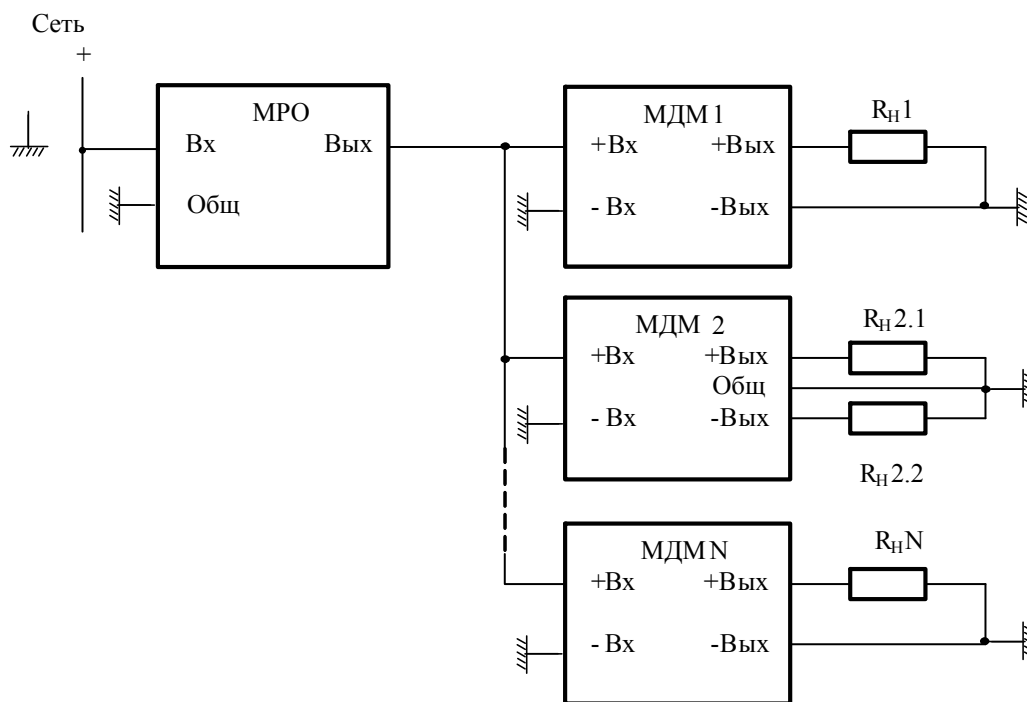 Сеть
+
МРО
Вх
Вых
Общ
МДМ 1
+Вх
+Вых
- Вх
-Вых
RН1
МДМ 2
+Вх
+Вых
Общ
- Вх
-Вых
RН2.1
RН2.2
МДМ N
+Вх
+Вых
- Вх
-Вых
RНN